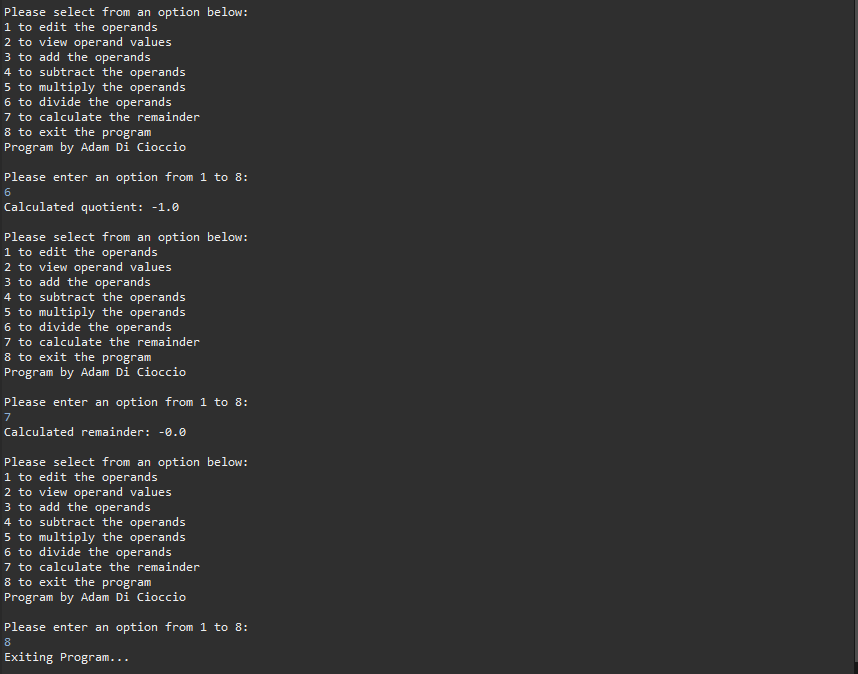 Please select from an option below:
1 to edit the operands
2 to view operand values
3 to add the operands
4 to subtract the operands
5 to multiply the operands
6 to divide the operands
7 to calculate the remainder
8 to exit the program
Program by Adam Di Cioccio

Please enter an option from 1 to 8:
6
Calculated quotient: -1.0

Please select from an option below:
1 to edit the operands
2 to view operand values
3 to add the operands
4 to subtract the operands
5 to multiply the operands
6 to divide the operands
7 to calculate the remainder
8 to exit the program
Program by Adam Di Cioccio

Please enter an option from 1 to 8:
7
Calculated remainder: -0.0

Please select from an option below:
1 to edit the operands
2 to view operand values
3 to add the operands
4 to subtract the operands
5 to multiply the operands
6 to divide the operands
7 to calculate the remainder
8 to exit the program
Program by Adam Di Cioccio

Please enter an option from 1 to 8:
8
Exiting Program...